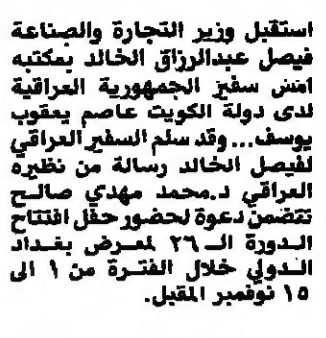 استقبل وزير التجارة والصناعة
فيصل عبدالرزاق الخالد بمكتبه
امس سفير الجمهورية العراقية
لدى دولة الكويت عاصم يعقوب
يوسف... وقد سلم السفير العراقي
لفيصل الخالد رسالة من نظيره
العراقي د.محمد مهدي صالح
تتضمن دعوة لحضور حفل افتتاح
الدورة الـ ٢٦ لمعرض بغداد
الدولي خلال الفترة من ١ الى
١٥ نوفمبر المقبل.